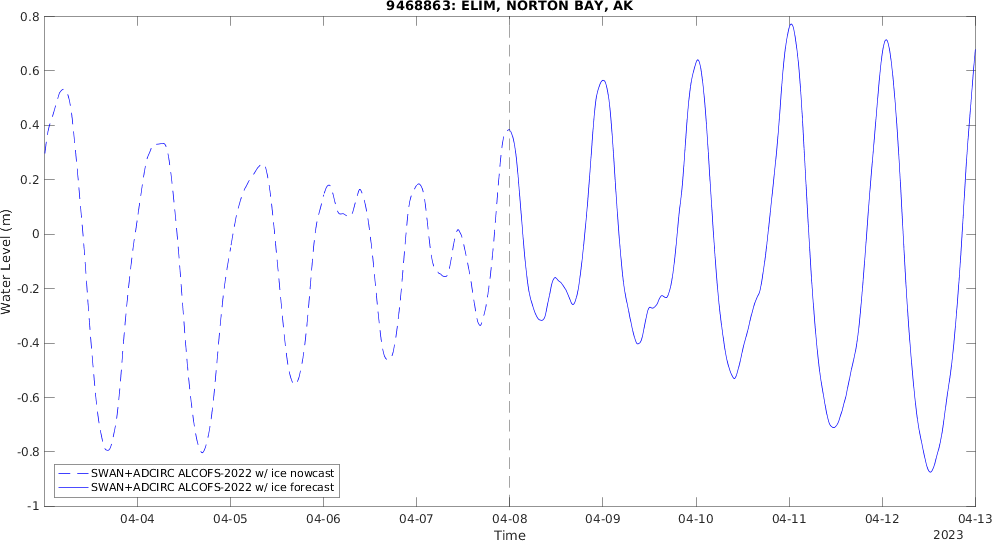 9468863: ELIM, NORTON BAY, AK
0.8
0.6
0.4
0.2
0
-0.2
-0.4
-0.6
-0.8
-1
Water Level (m)
SWAN+ADCIRC ALCOFS-2022 w/ ice nowcast
SWAN+ADCIRC ALCOFS-2022 w/ ice forecast
04-04 04-05 04-06 04-07 04-08 04-09 04-10 04-11 04-12 04-13
Time
2023